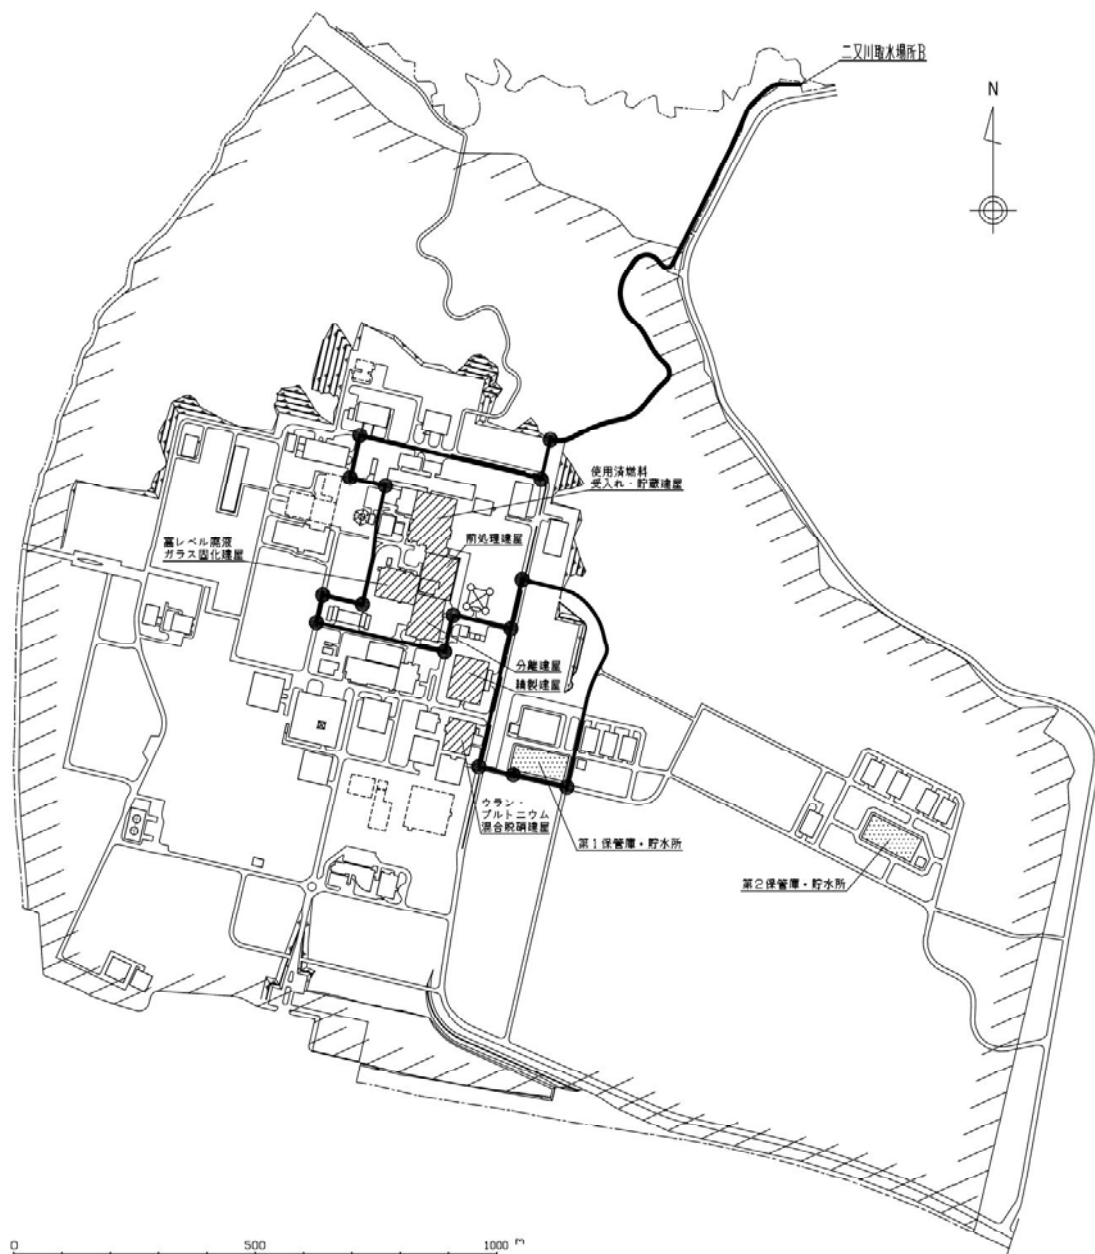 二又川取水場所B
N
使用済燃料
受入れ・貯蔵建屋
前処理建屋
高レベル廃液
ガラス固化建屋
分離建屋
精製建屋
ウラン・
プルトニウム
混合脱硝建屋
第1保管庫・貯水所
第2保管庫・貯水所
0 500 1000 m